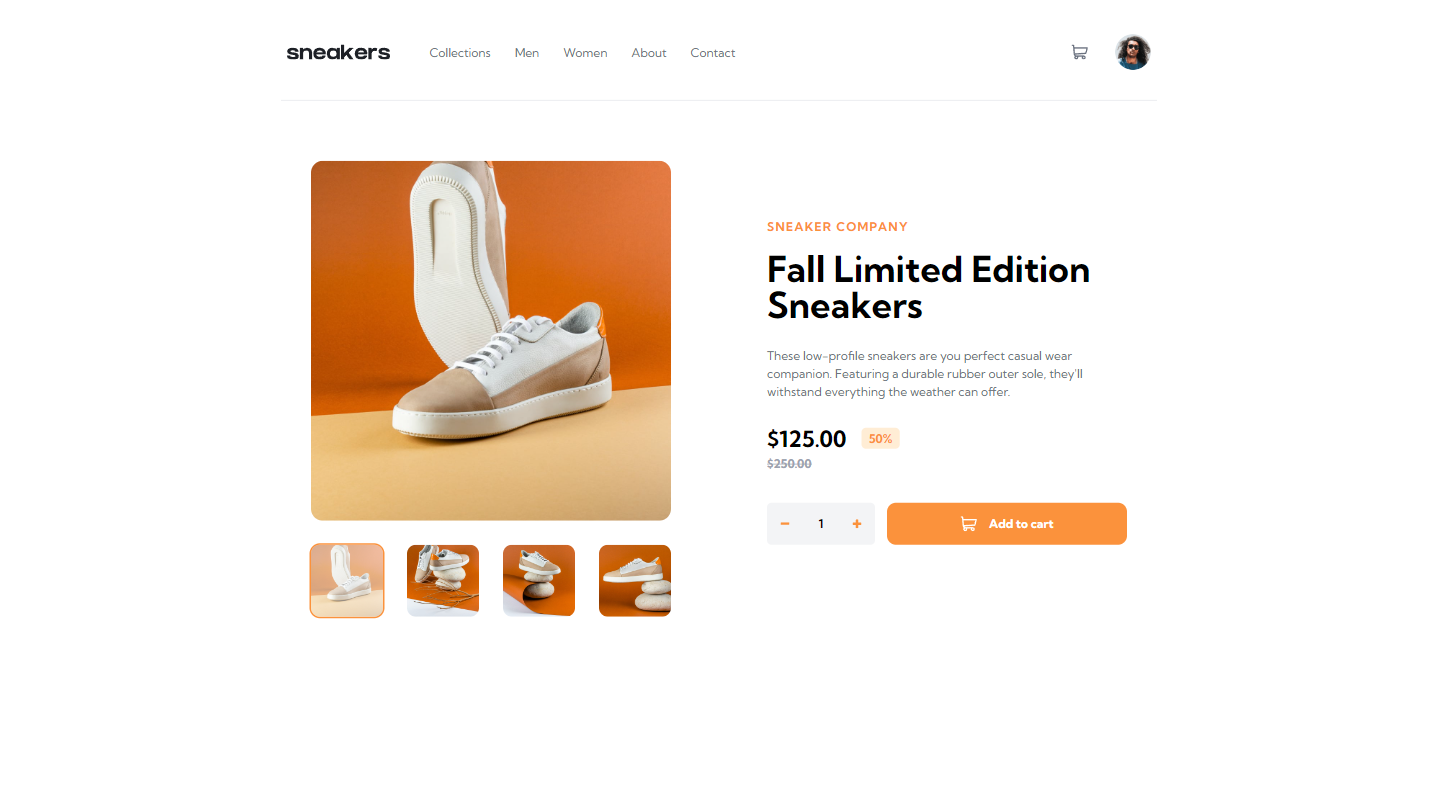 sneakers Collections Men Women About Contact
SNEAKER COMPANY
Fall Limited Edition
Sneakers
These low-profile sneakers are you perfect casual wear
companion. Featuring a durable rubber outer sole, they'll
withstand everything the weather can offer.
$125.00 50%
$250.00
1 Add to cart